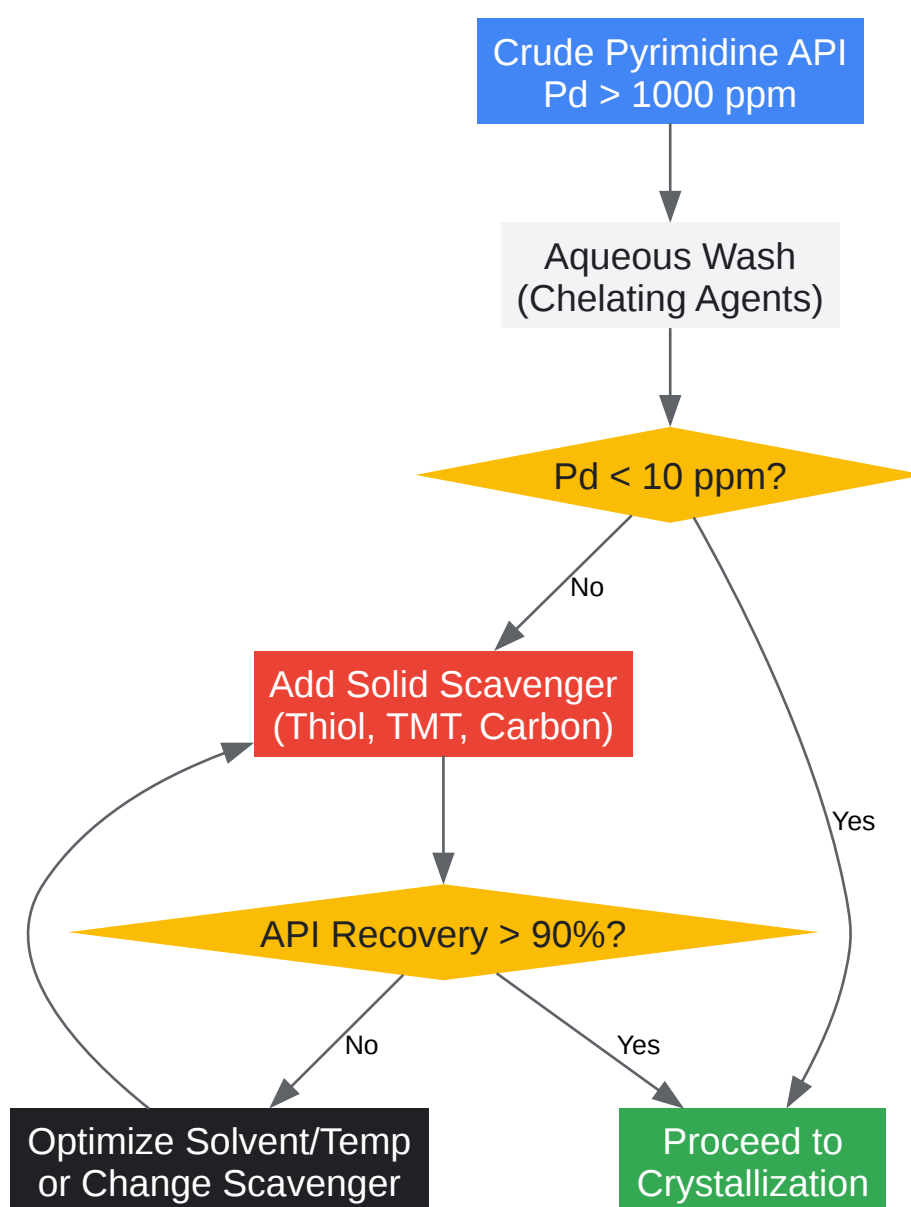 Crude Pyrimidine API
Pd > 1000 ppm
Aqueous Wash
(Chelating Agents)
Pd < 10 ppm?
No
Add Solid Scavenger
(Thiol, TMT, Carbon)
Yes
API Recovery > 90%?
No
Yes
Optimize Solvent/Temp
or Change Scavenger
Proceed to
Crystallization